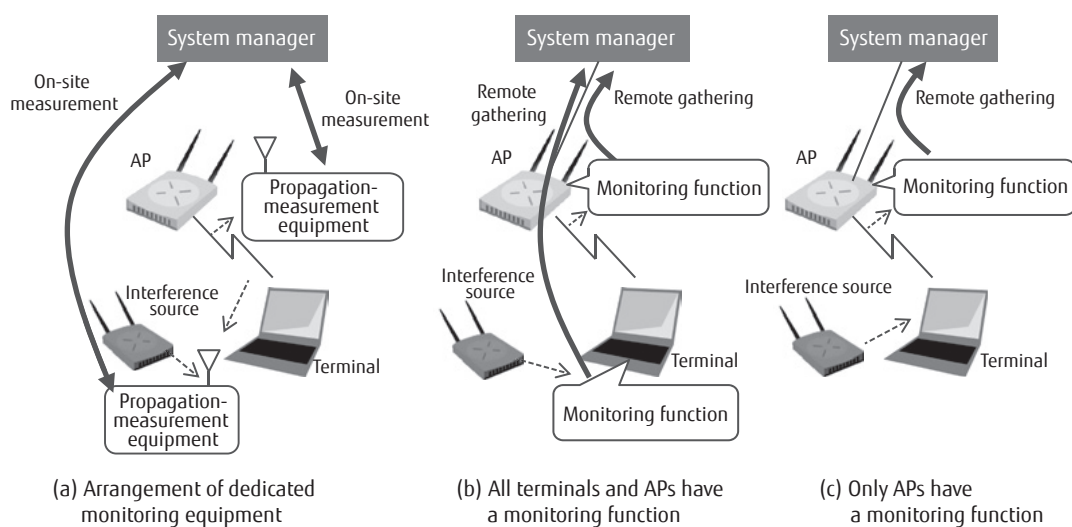 System manager
On-site
measurement
On-site
measurement
AP
Propagation-
measurement
equipment
Interference
source
Terminal
Propagation-
measurement
equipment
(a) Arrangement of dedicated
monitoring equipment
System manager
Remote
gathering
Remote gathering
AP
Monitoring function
Interference
source
Terminal
Monitoring function
(b) All terminals and APs have
a monitoring function
System manager
Remote gathering
AP
Monitoring function
Interference source
Terminal
(c) Only APs have
a monitoring function